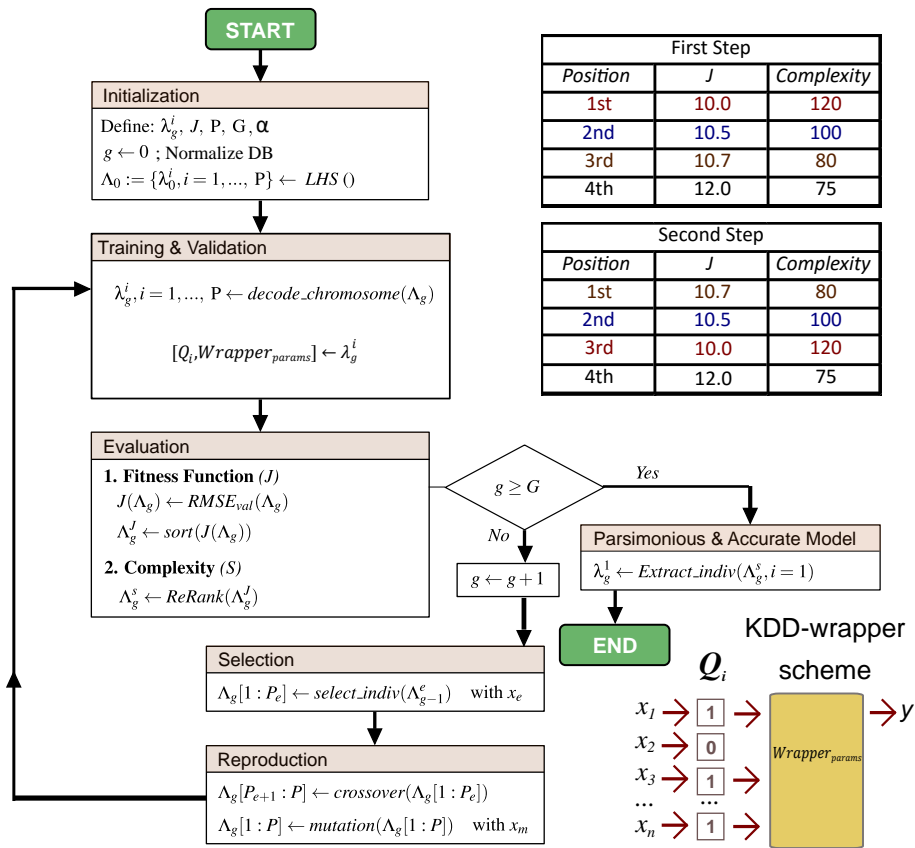 START
Initialization
Define: λ_g^i, J, P, G, α
g ← 0 ; Normalize DB
Λ_0 := {λ_0^i, i = 1, ..., P} ← LHS ()
Training & Validation
λ_g^i, i = 1, ..., P ← decode_chromosome(Λ_g)
[Q_i,Wrapper_params] ← λ_g^i
Evaluation
1. Fitness Function (J)
J(Λ_g) ← RMSE_val(Λ_g)
Λ_g^J ← sort(J(Λ_g))
2. Complexity (S)
Λ_g^s ← ReRank(Λ_g^J)
g ≥ G
Yes
No
g ← g + 1
Parsimonious & Accurate Model
λ_g^1 ← Extract_indiv(Λ_g^s, i = 1)
END
Selection
Λ_g[1 : P_e] ← select_indiv(Λ_{g−1}^e) with x_e
Reproduction
Λ_g[P_{e+1} : P] ← crossover(Λ_g[1 : P_e])
Λ_g[1 : P] ← mutation(Λ_g[1 : P]) with x_m
First Step
Position J Complexity
1st 10.0 120
2nd 10.5 100
3rd 10.7 80
4th 12.0 75
Second Step
Position J Complexity
1st 10.7 80
2nd 10.5 100
3rd 10.0 120
4th 12.0 75
KDD-wrapper
scheme
Q_i
x_1 1
x_2 0
x_3 1
... ...
x_n 1
Wrapper_params
y